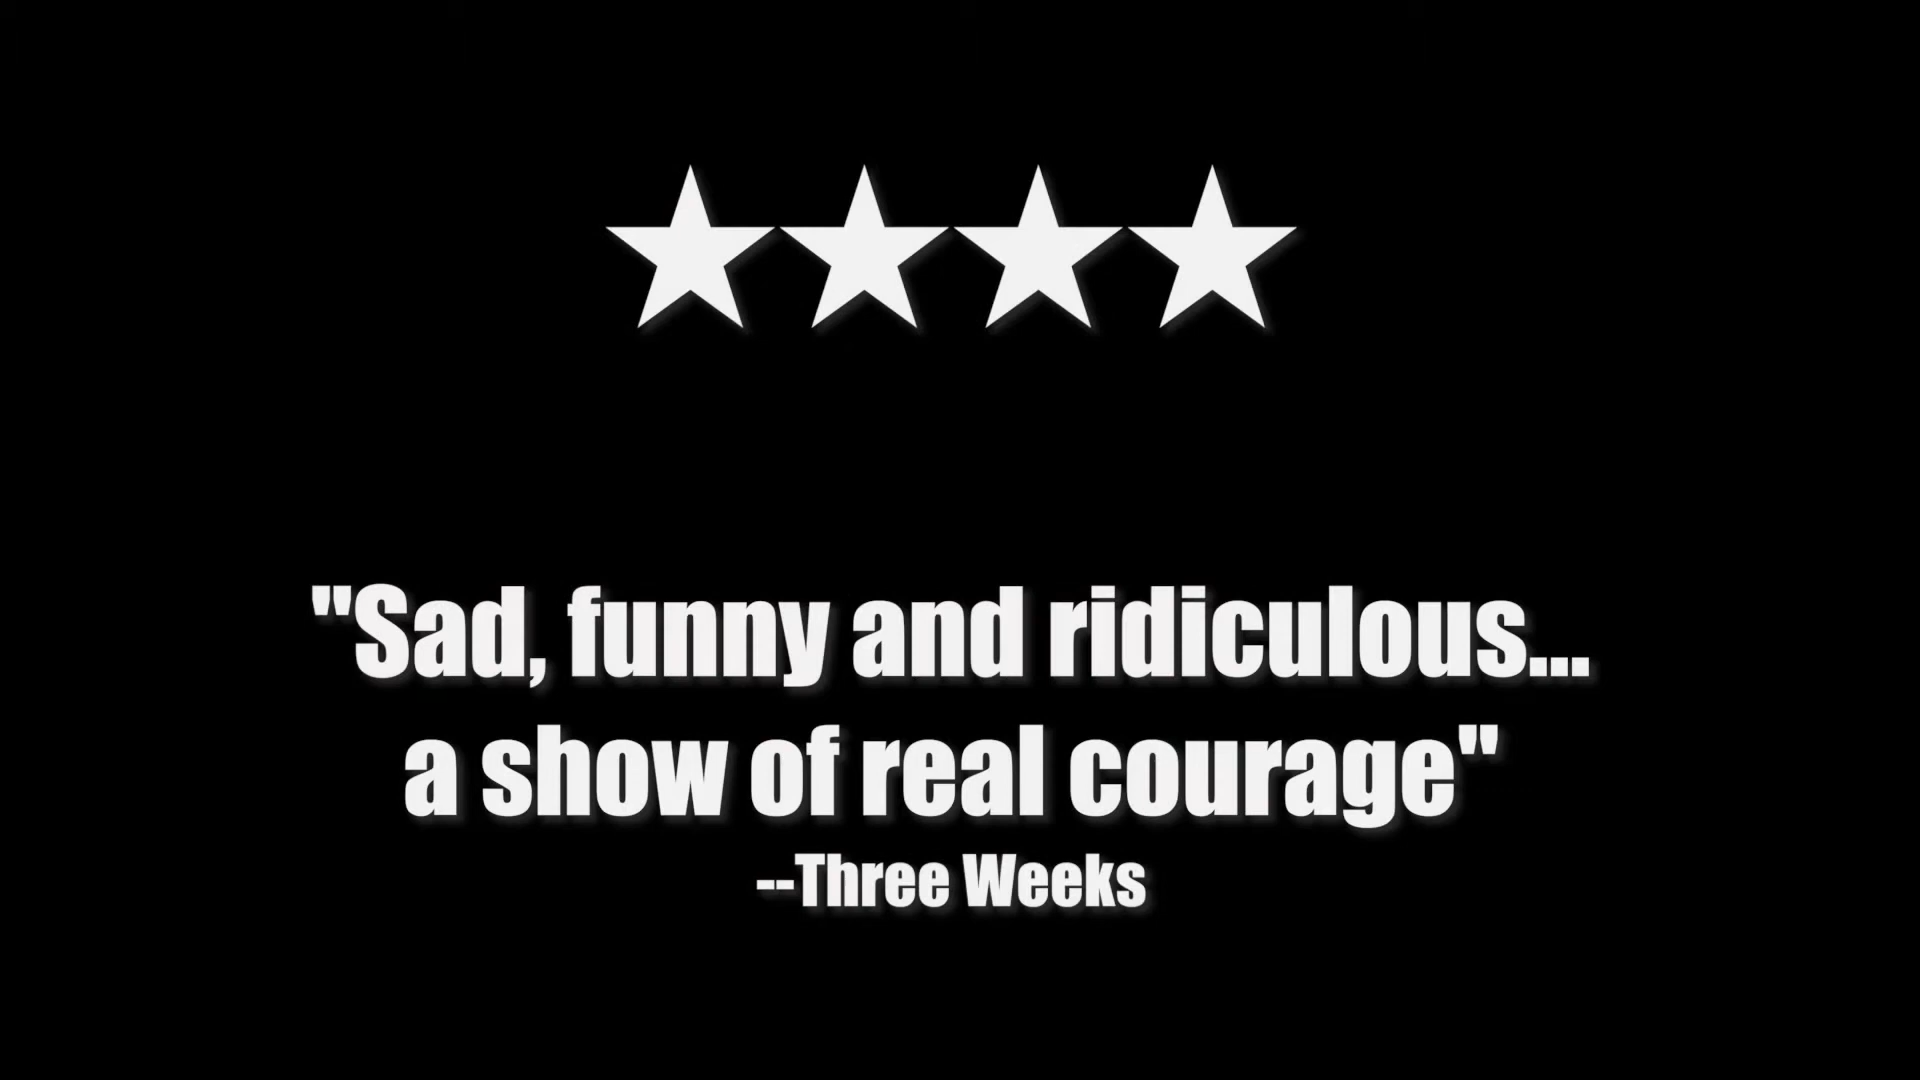 ★★★★
"Sad, funny and ridiculous...
a show of real courage"
--Three Weeks